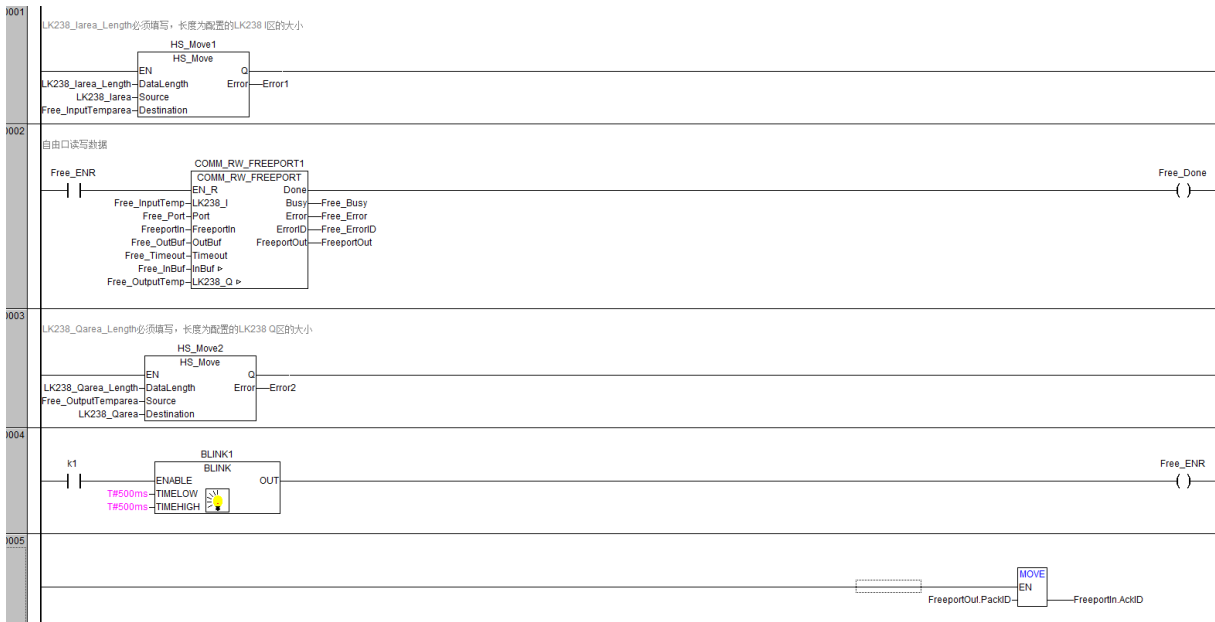 0001
LK238_Iarea_Length必须填写，长度为配置的LK238 I区的大小
HS_Move1
HS_Move
EN Q
LK238_Iarea_Length DataLength Error Error1
LK238_Iarea Source
Free_InputTemparea Destination
0002
自由口读写数据
COMM_RW_FREEPORT1
Free_ENR COMM_RW_FREEPORT Free_Done
EN_R Done
Free_InputTemp LK238_I Busy Free_Busy
Free_Port Port Error Free_Error
FreeportIn FreeportIn ErrorID Free_ErrorID
Free_OutBuf OutBuf FreeportOut FreeportOut
Free_Timeout Timeout
Free_InBuf InBuf
Free_OutputTemp LK238_Q
0003
LK238_Qarea_Length必须填写，长度为配置的LK238 Q区的大小
HS_Move2
HS_Move
EN Q
LK238_Qarea_Length DataLength Error Error2
Free_OutputTemparea Source
LK238_Qarea Destination
0004
BLINK1
k1 BLINK Free_ENR
ENABLE OUT
T#500ms TIMELOW
T#500ms TIMEHIGH
0005
MOVE
EN
FreeportOut.PackID FreeportIn.AckID